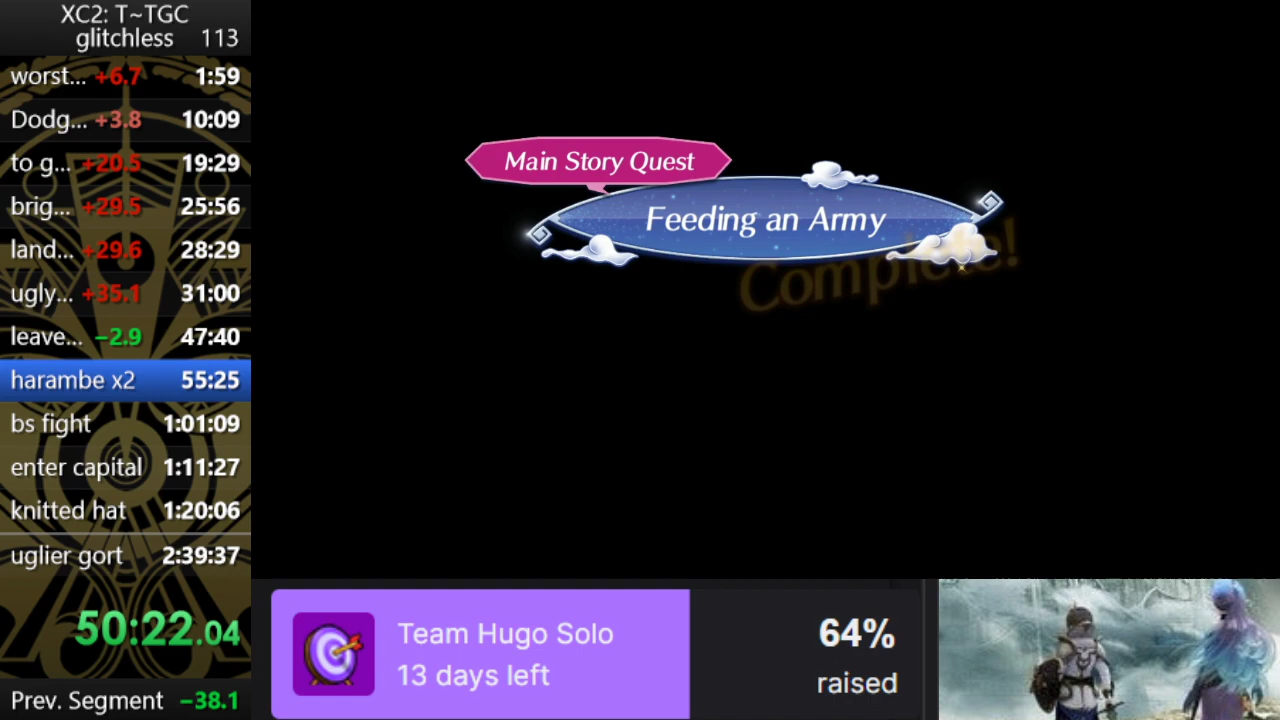 XC2: T~TGC
glitchless 113
worst... +6.7 1:59
Dodg... +3.8 10:09
to g... +20.5 19:29
brig... +29.5 25:56
land... +29.6 28:29
ugly... +35.1 31:00
leave... −2.9 47:40
harambe x2 55:25
bs fight 1:01:09
enter capital 1:11:27
knitted hat 1:20:06
uglier gort 2:39:37
50:22.04
Prev. Segment −38.1
Main Story Quest
Feeding an Army
Complete!
Team Hugo Solo
13 days left
64%
raised